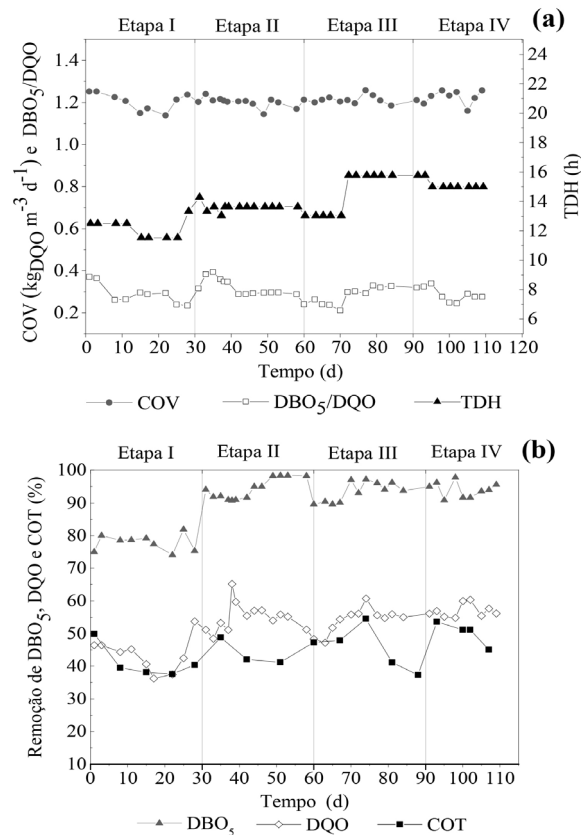 (a)
Etapa I Etapa II Etapa III Etapa IV
COV (kgDQO m-3 d-1) e DBO5/DQO
1.6
1.4
1.2
1.0
0.8
0.6
0.4
0.2
TDH (h)
24
22
20
18
16
14
12
10
8
6
0 10 20 30 40 50 60 70 80 90 100 110 120
Tempo (d)
COV DBO5/DQO TDH
(b)
Etapa I Etapa II Etapa III Etapa IV
Remoção de DBO5, DQO e COT (%)
100
90
80
70
60
50
40
30
20
10
0 10 20 30 40 50 60 70 80 90 100 110
Tempo (d)
DBO5 DQO COT